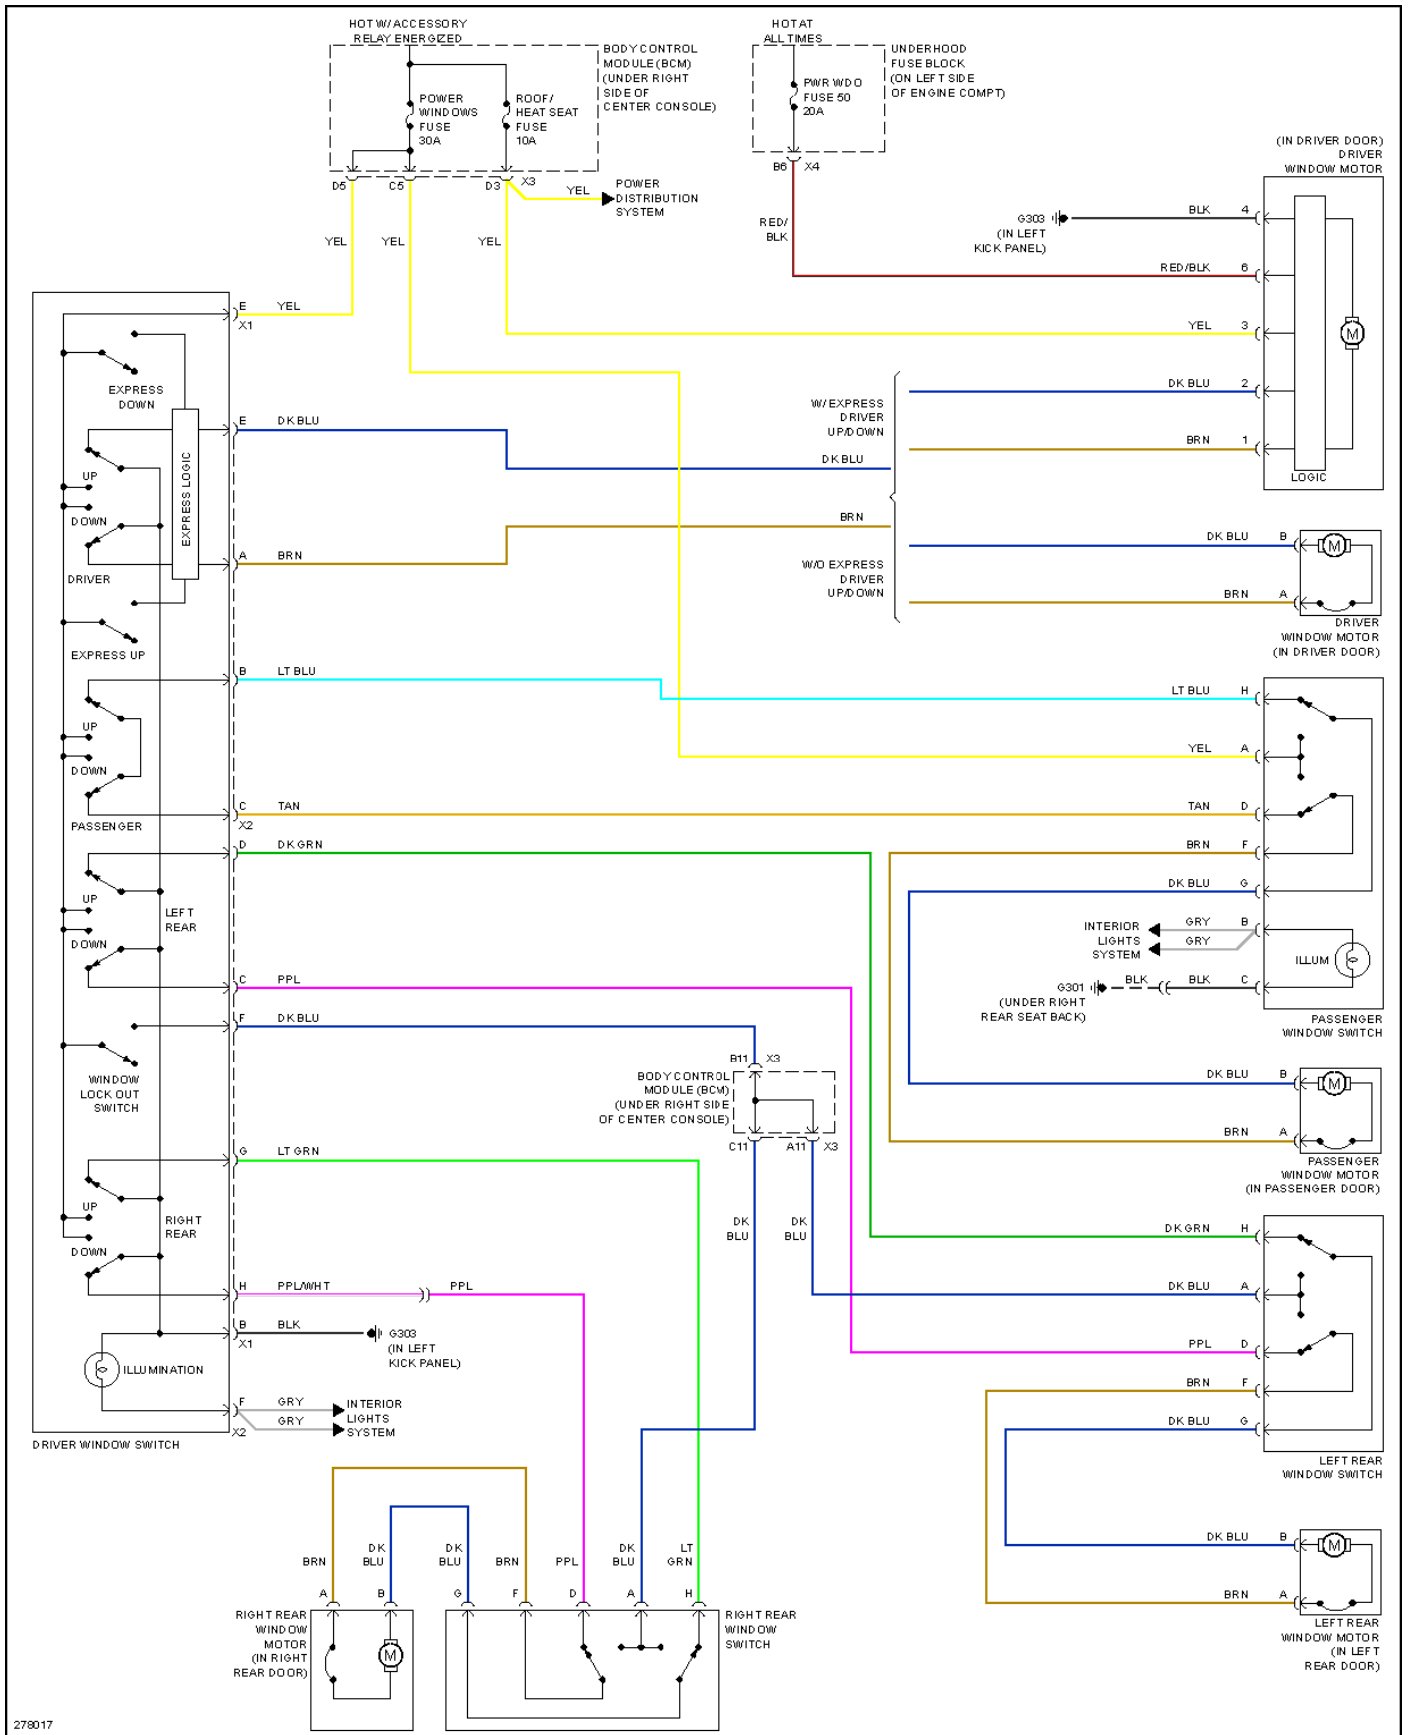 HOT W/ ACCESSORY
RELAY ENERGIZED
BODY CONTROL
MODULE (BCM)
(UNDER RIGHT
SIDE OF
CENTER CONSOLE)
POWER
WINDOWS
FUSE
30A
ROOF/
HEAT SEAT
FUSE
10A
D5
C5
D3
X3
YEL
POWER
DISTRIBUTION
SYSTEM
YEL
YEL
YEL
HOT AT
ALL TIMES
UNDERHOOD
FUSE BLOCK
(ON LEFT SIDE
OF ENGINE COMPT)
PWR WDO
FUSE 50
20A
B6
X4
RED/
BLK
(IN DRIVER DOOR)
DRIVER
WINDOW MOTOR
G303
(IN LEFT
KICK PANEL)
BLK 4
RED/BLK 6
YEL 3
DK BLU 2
BRN 1
M
LOGIC
E YEL
X1
EXPRESS
DOWN
E DK BLU
EXPRESS LOGIC
UP
DOWN
DRIVER
A BRN
EXPRESS UP
W/ EXPRESS
DRIVER
UP/DOWN
DK BLU
BRN
W/O EXPRESS
DRIVER
UP/DOWN
DK BLU B
M
BRN A
DRIVER
WINDOW MOTOR
(IN DRIVER DOOR)
B LT BLU
UP
DOWN
PASSENGER
C TAN
X2
LT BLU H
YEL A
TAN D
BRN F
DK BLU G
INTERIOR
LIGHTS
SYSTEM
GRY B
GRY
ILLUM
G301
(UNDER RIGHT
REAR SEAT BACK)
BLK
BLK C
PASSENGER
WINDOW SWITCH
D DK GRN
UP
DOWN
LEFT
REAR
C PPL
F DK BLU
WINDOW
LOCK OUT
SWITCH
B11 X3
BODY CONTROL
MODULE (BCM)
(UNDER RIGHT SIDE
OF CENTER CONSOLE)
C11
A11
X3
DK
BLU
DK
BLU
DK BLU B
M
BRN A
PASSENGER
WINDOW MOTOR
(IN PASSENGER DOOR)
G LT GRN
UP
DOWN
RIGHT
REAR
H PPL/WHT
PPL
B BLK
X1
G303
(IN LEFT
KICK PANEL)
ILLUMINATION
F GRY
GRY
X2
INTERIOR
LIGHTS
SYSTEM
DRIVER WINDOW SWITCH
DK GRN H
DK BLU A
PPL D
BRN F
DK BLU G
LEFT REAR
WINDOW SWITCH
DK BLU B
M
BRN A
LEFT REAR
WINDOW MOTOR
(IN LEFT
REAR DOOR)
BRN
DK
BLU
DK
BLU
BRN
PPL
DK
BLU
LT
GRN
A
B
G
F
D
A
H
RIGHT REAR
WINDOW
MOTOR
(IN RIGHT
REAR DOOR)
M
RIGHT REAR
WINDOW
SWITCH
278017